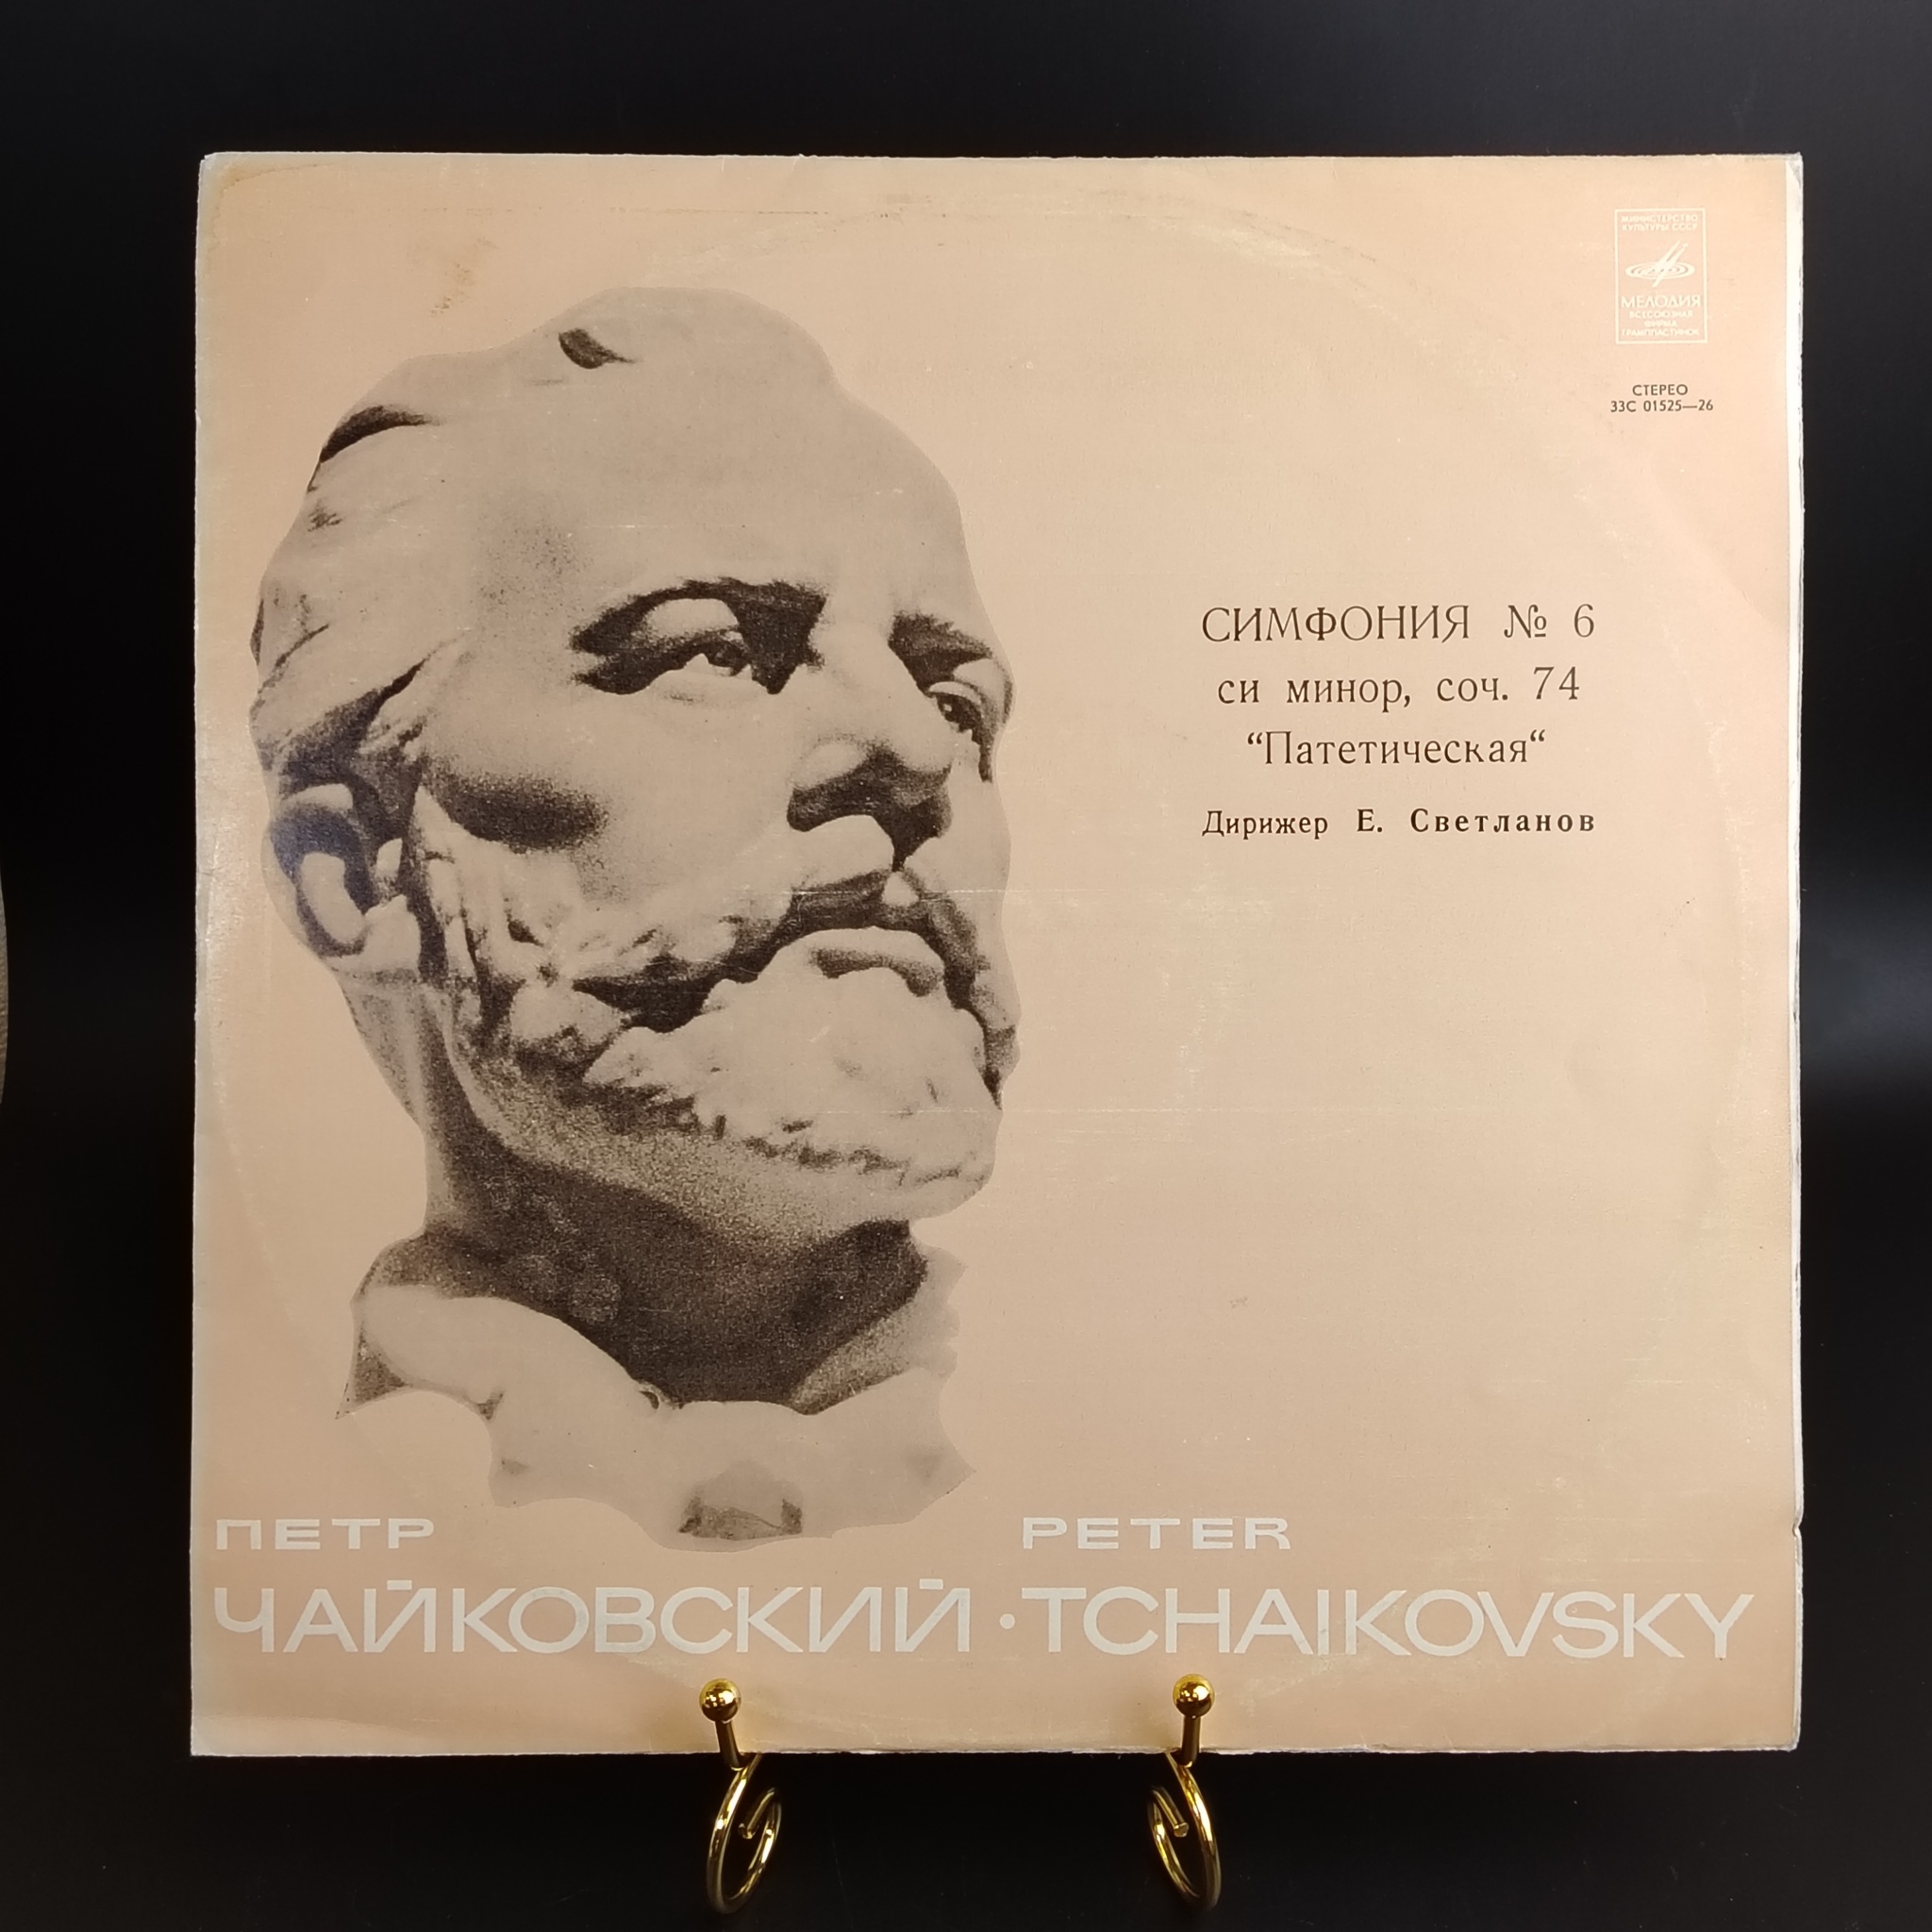 МИНИСТЕРСТВО
КУЛЬТУРЫ СССР
МЕЛОДИЯ
ВСЕСОЮЗНАЯ
ФИРМА
ГРАМПЛАСТИНОК
СТЕРЕО
33С 01525—26
СИМФОНИЯ № 6
си минор, соч. 74
“Патетическая“
Дирижер Е. Светланов
ПЕТР PETER
ЧАЙКОВСКИЙ · TCHAIKOVSKY